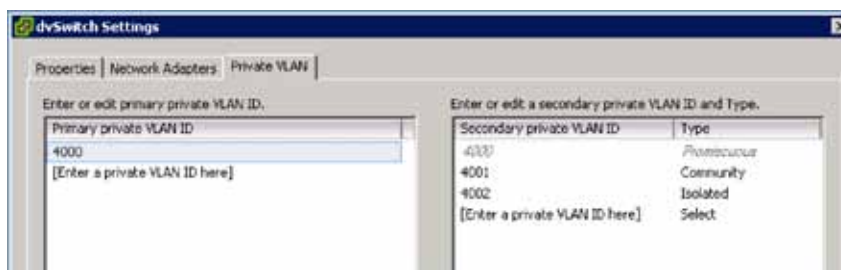 dvSwitch Settings
Properties Network Adapters Private VLAN
Enter or edit primary private VLAN ID.
Primary private VLAN ID
4000
[Enter a private VLAN ID here]
Enter or edit a secondary private VLAN ID and Type.
Secondary private VLAN ID Type
4000 Promiscuous
4001 Community
4002 Isolated
[Enter a private VLAN ID here] Select